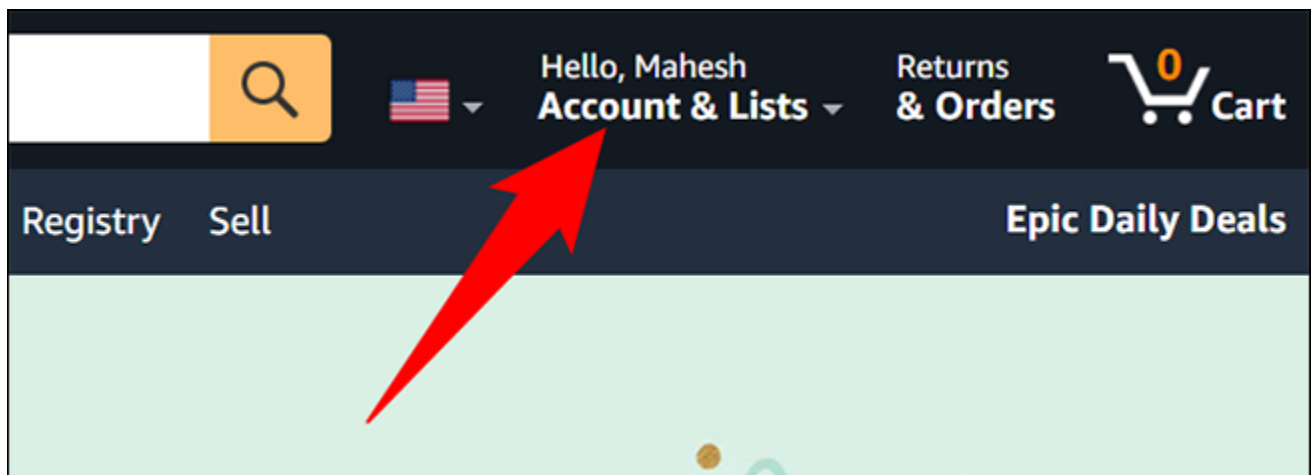 Hello, Mahesh
Account & Lists
Returns
& Orders
0
Cart
Registry
Sell
Epic Daily Deals